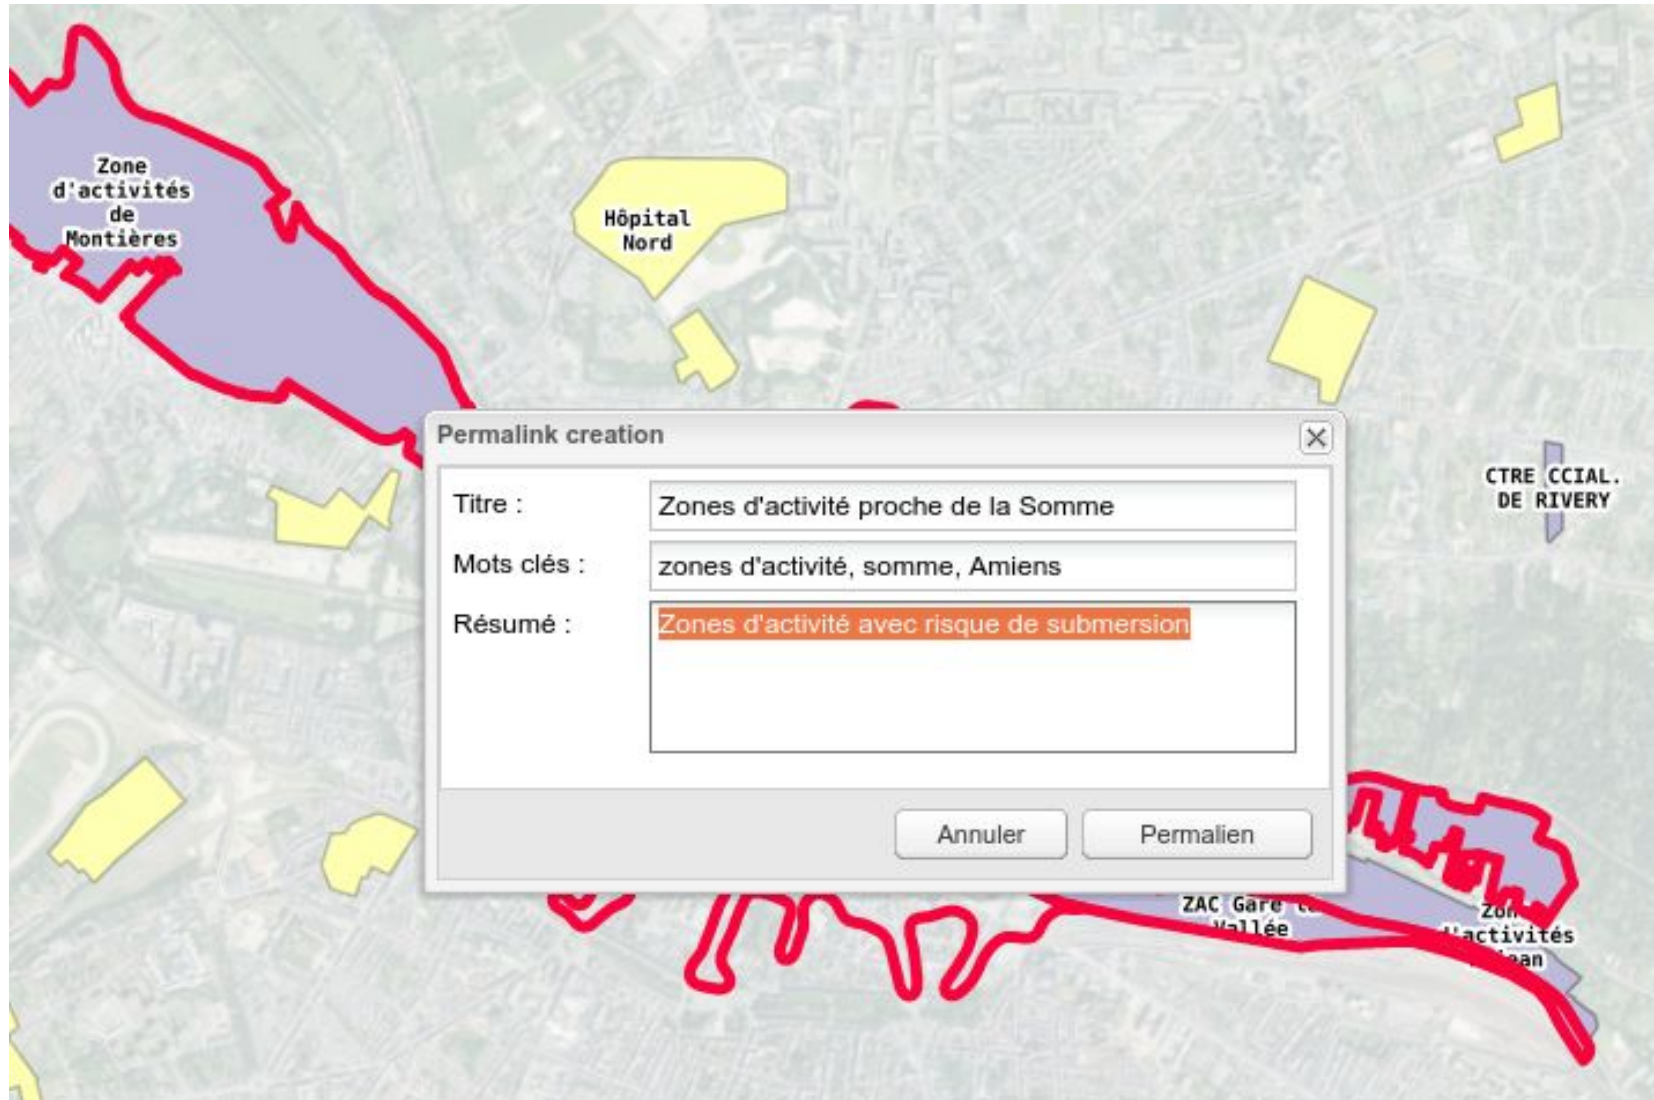 Zone
d'activités
de
Montières
Hôpital
Nord
CTRE CCIAL.
DE RIVERY
Permalink creation
Titre :
Zones d'activité proche de la Somme
Mots clés :
zones d'activité, somme, Amiens
Résumé :
Zones d'activité avec risque de submersion
Annuler
Permalien
ZAC Gare
Vallée
d'activités